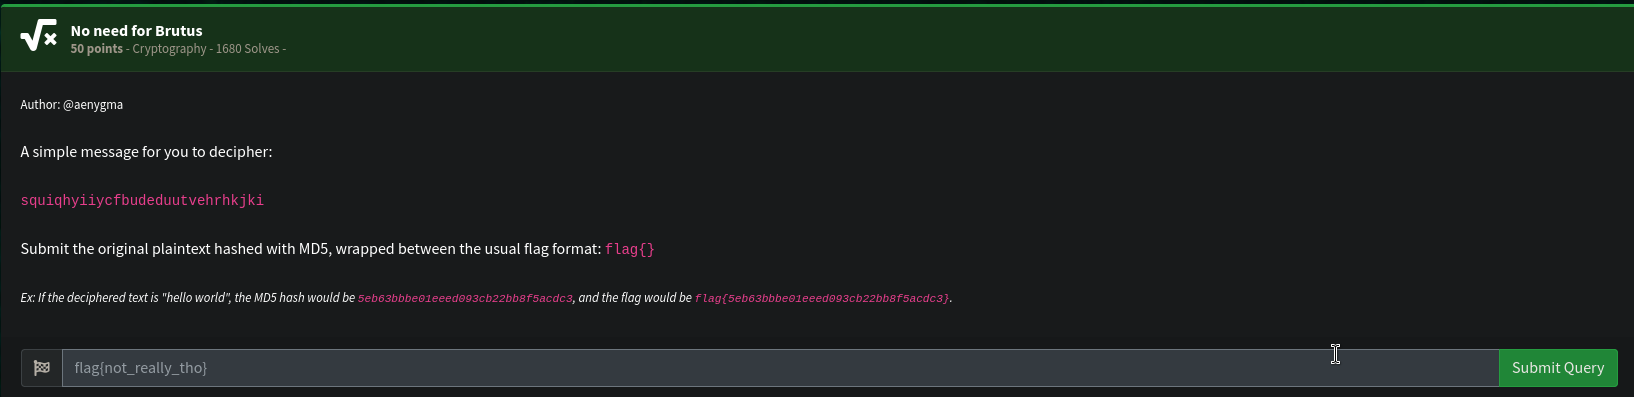 No need for Brutus
50 points - Cryptography - 1680 Solves -
Author: @aenygma
A simple message for you to decipher:
squiqhyiiycfbudeduutvehrhkjki
Submit the original plaintext hashed with MD5, wrapped between the usual flag format: flag{}
Ex: If the deciphered text is "hello world", the MD5 hash would be 5eb63bbbe01eeed093cb22bb8f5acdc3, and the flag would be flag{5eb63bbbe01eeed093cb22bb8f5acdc3}.
flag{not_really_tho}
Submit Query